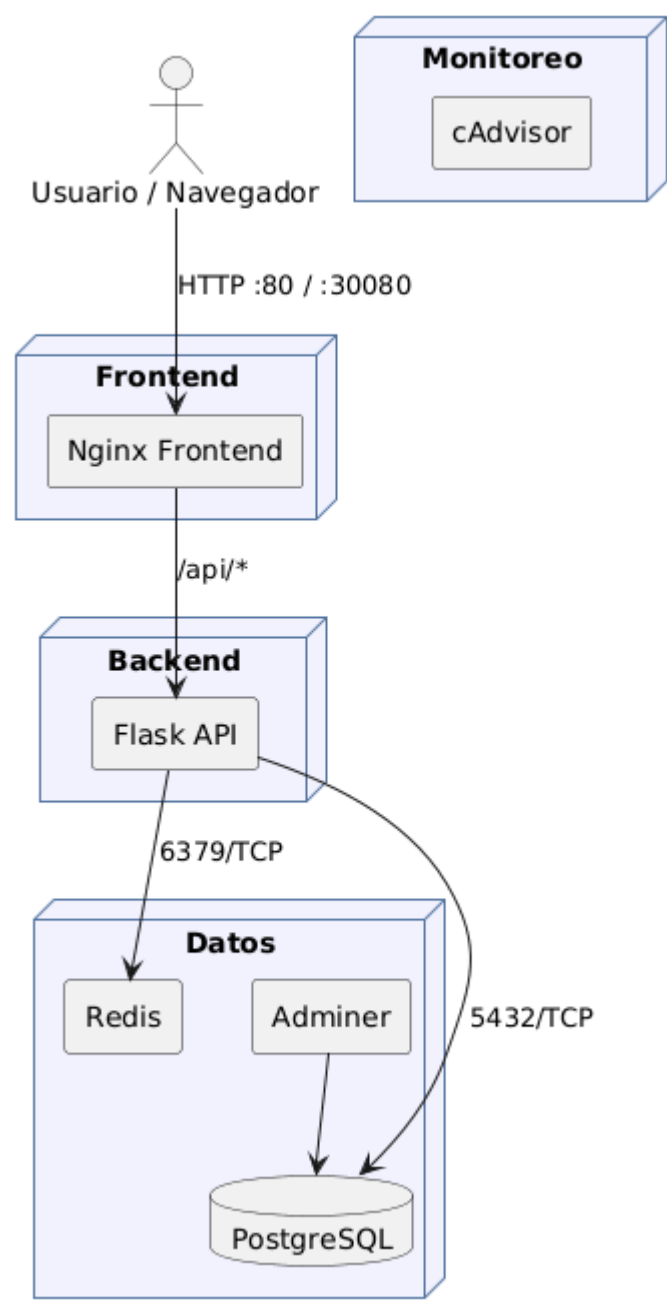 Monitoreo
cAdvisor
Usuario / Navegador
HTTP :80 / :30080
Frontend
Nginx Frontend
/api/*
Backend
Flask API
6379/TCP
Datos
Redis
Adminer
5432/TCP
PostgreSQL